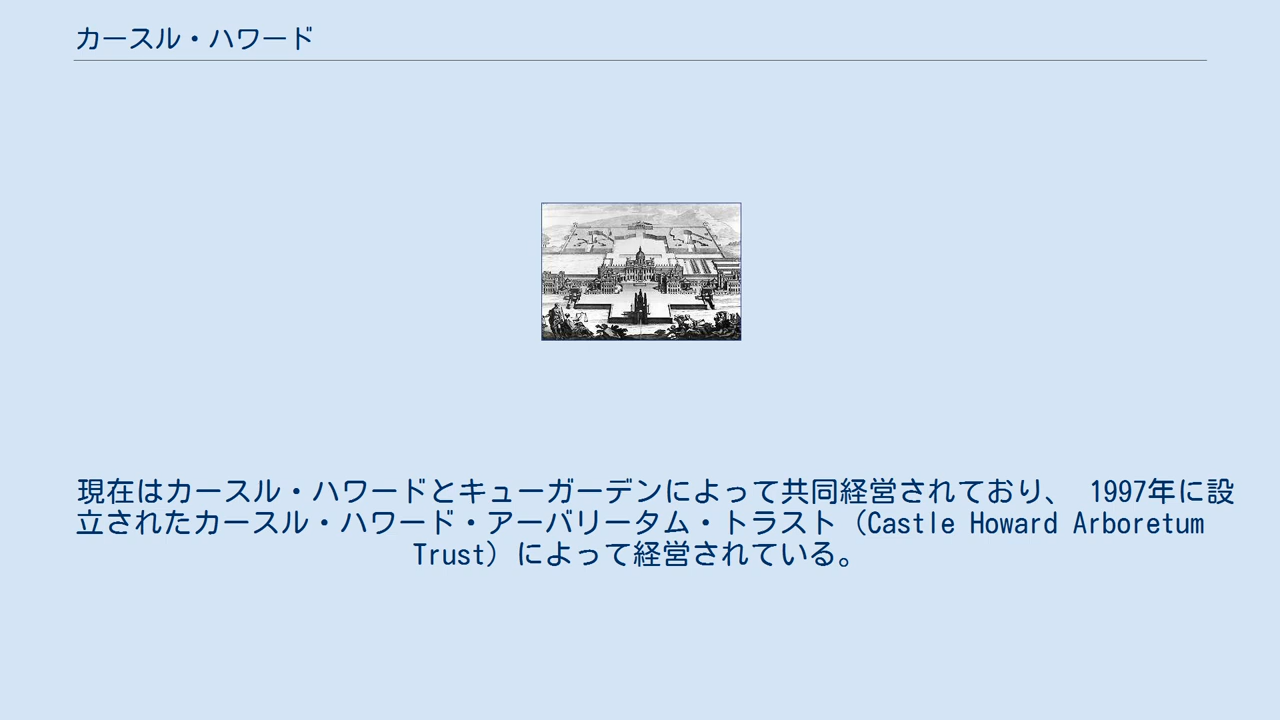 カースル・ハワード
現在はカースル・ハワードとキューガーデンによって共同経営されており、 1997年に設
立されたカースル・ハワード・アーバリータム・トラスト（Castle Howard Arboretum
Trust）によって経営されている。